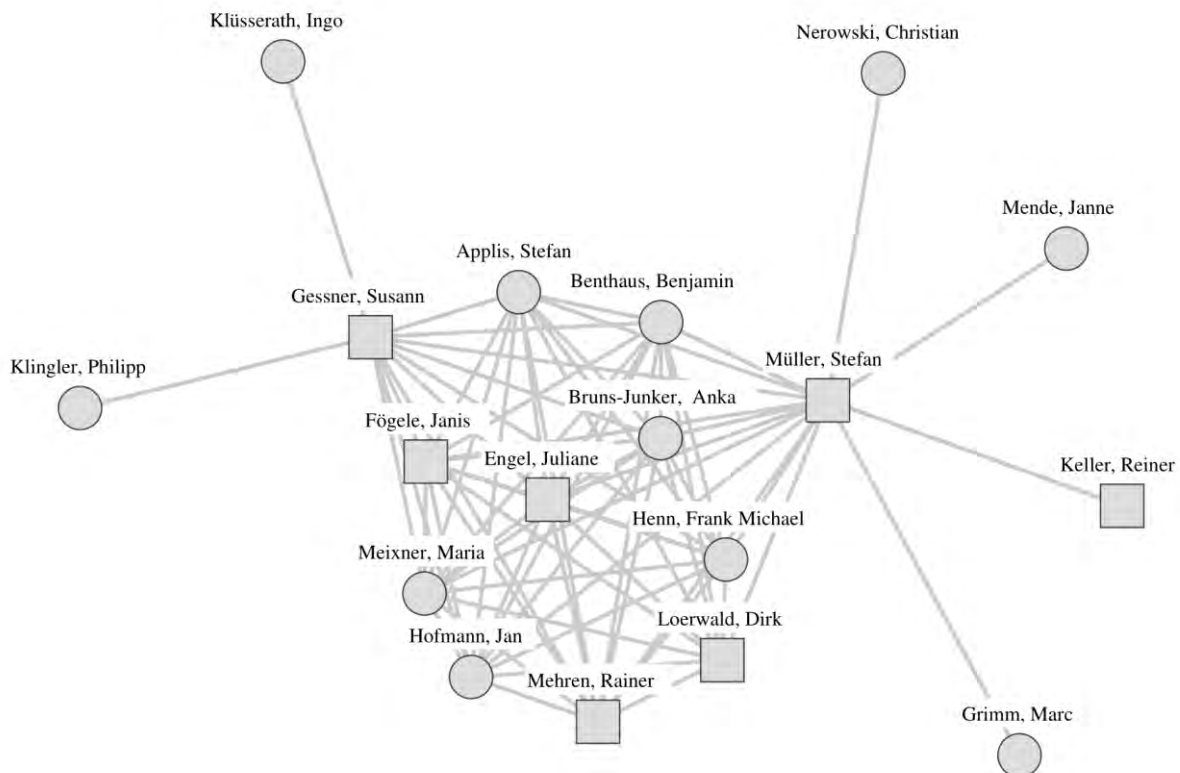 Klüsserath, Ingo
Nerowski, Christian
Mende, Janne
Applis, Stefan
Benthaus, Benjamin
Gessner, Susann
Müller, Stefan
Klingler, Philipp
Bruns-Junker, Anka
Fögele, Janis
Engel, Juliane
Keller, Reiner
Henn, Frank Michael
Meixner, Maria
Loerwald, Dirk
Hofmann, Jan
Mehren, Rainer
Grimm, Marc